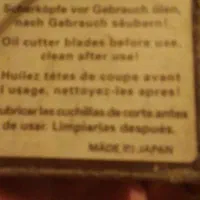 Scherköpfe vor Gebrauch ölen,
nach Gebrauch säubern!
Oil cutter blades before use,
clean after use!
Huilez têtes de coupe avant
usage, nettoyez-les apres!
lubricar las cuchillas de corte antes
de usar. Limpiarlas después.
MADE IN JAPAN